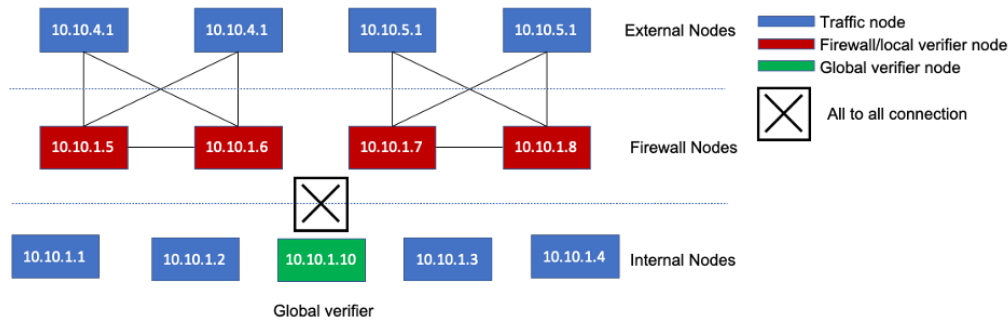 10.10.4.1
10.10.4.1
10.10.5.1
10.10.5.1
External Nodes
Traffic node
Firewall/local verifier node
Global verifier node
All to all connection
10.10.1.5
10.10.1.6
10.10.1.7
10.10.1.8
Firewall Nodes
10.10.1.1
10.10.1.2
10.10.1.10
10.10.1.3
10.10.1.4
Internal Nodes
Global verifier